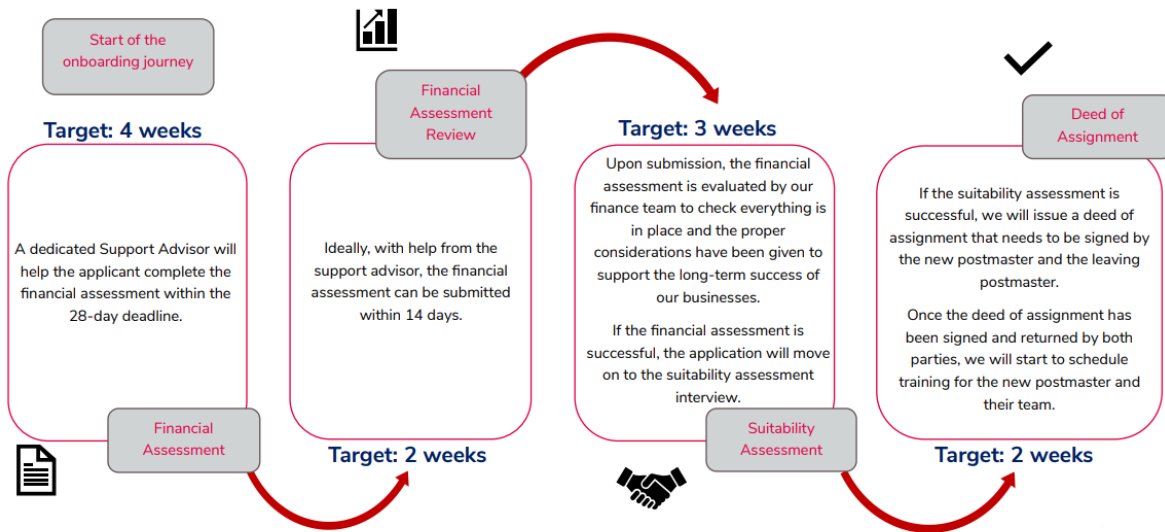 Start of the
onboarding journey
Target: 4 weeks
A dedicated Support Advisor will
help the applicant complete the
financial assessment within the
28-day deadline.
Financial
Assessment
Financial
Assessment
Review
Ideally, with help from the
support advisor, the financial
assessment can be submitted
within 14 days.
Target: 2 weeks
Target: 3 weeks
Upon submission, the financial
assessment is evaluated by our
finance team to check everything is
in place and the proper
considerations have been given to
support the long-term success of
our businesses.
If the financial assessment is
successful, the application will move
on to the suitability assessment
interview.
Suitability
Assessment
Deed of
Assignment
If the suitability assessment is
successful, we will issue a deed of
assignment that needs to be signed by
the new postmaster and the leaving
postmaster.
Once the deed of assignment has
been signed and returned by both
parties, we will start to schedule
training for the new postmaster and
their team.
Target: 2 weeks